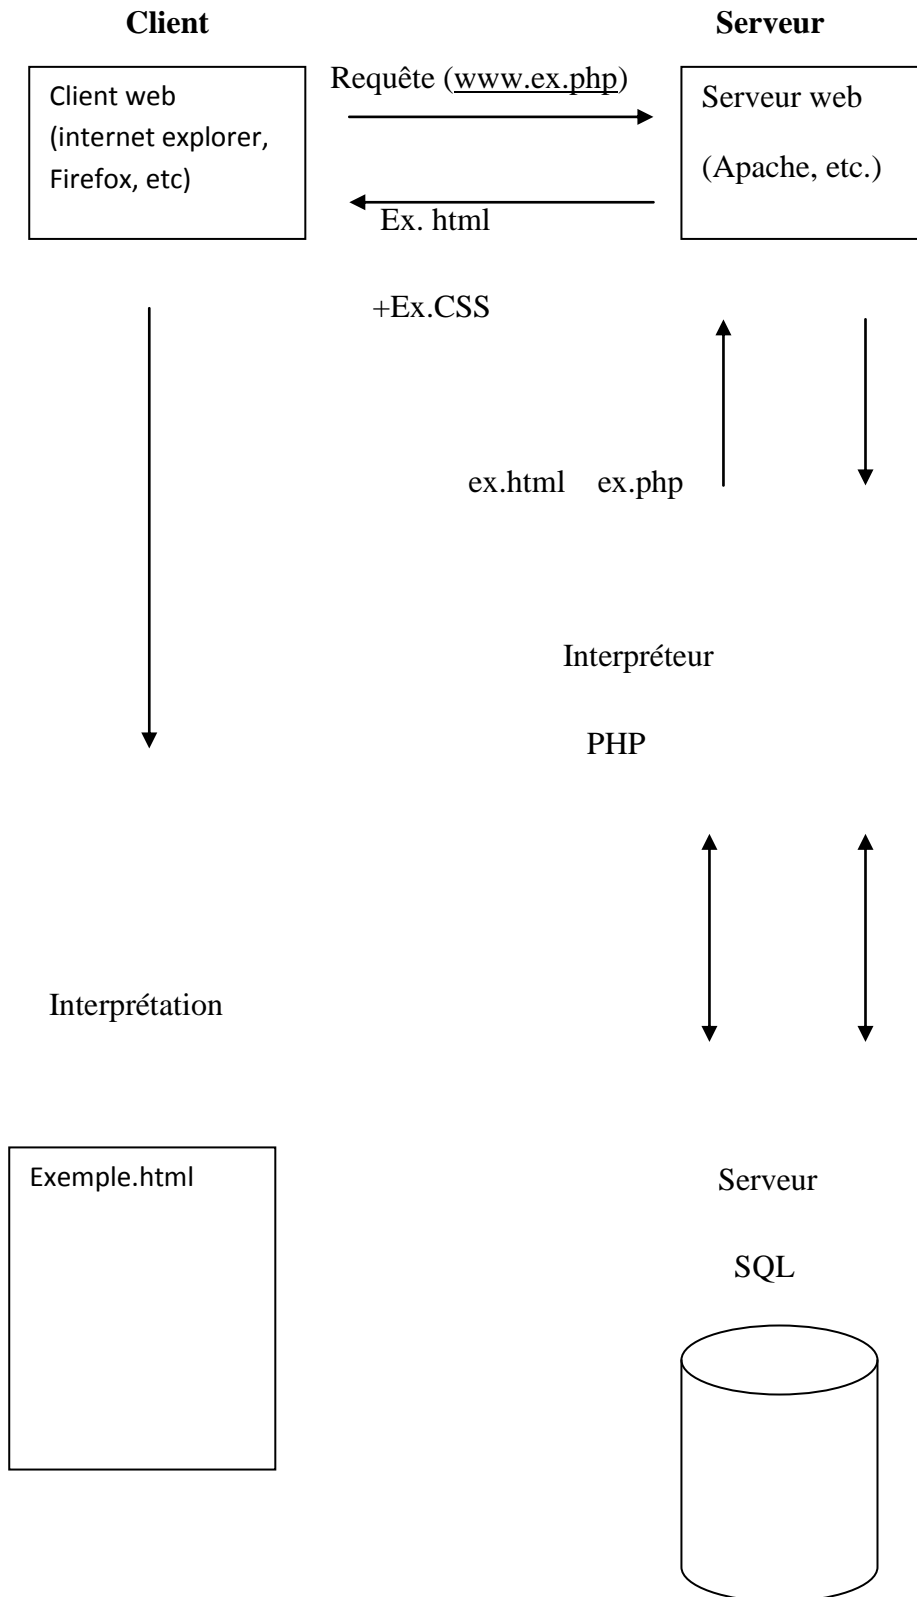 Client
Serveur
Client web
(internet explorer,
Firefox, etc)
Requête (www.ex.php)
Serveur web
(Apache, etc.)
Ex. html
+Ex.CSS
ex.html ex.php
Interpréteur
PHP
Interprétation
Exemple.html
Serveur
SQL